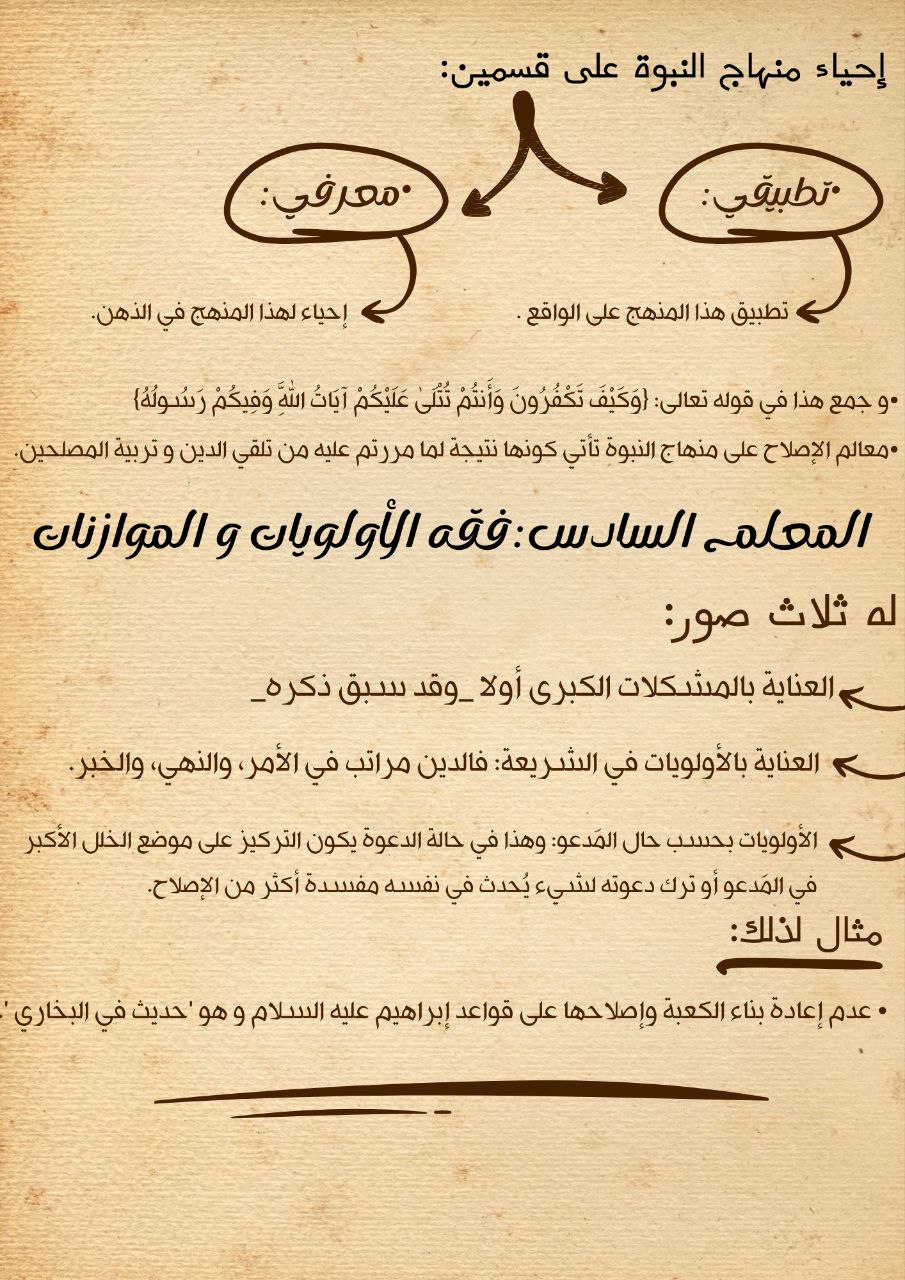 إحياء منهاج النبوة على قسمين:
•تطبيقي:
•معرفي:
تطبيق هذا المنهج على الواقع .
إحياء لهذا المنهج في الذهن.
•و جمع هذا في قوله تعالى: {وَكَيْفَ تَكْفُرُونَ وَأَنتُمْ تُتْلَىٰ عَلَيْكُمْ آيَاتُ اللَّهِ وَفِيكُمْ رَسُولُهُ}
•معالم الإصلاح على منهاج النبوة تأتي كونها نتيجة لما مررتم عليه من تلقي الدين و تربية المصلحين.
المعلم السادس:فقه الأولويات و الموازنات
له ثلاث صور:
العناية بالمشكلات الكبرى أولا _وقد سبق ذكره_
العناية بالأولويات في الشريعة: فالدين مراتب في الأمر، والنهي، والخبر.
الأولويات بحسب حال المَدعو: وهذا في حالة الدعوة يكون التركيز على موضع الخلل الأكبر
في المَدعو أو ترك دعوته لشيء يُحدث في نفسه مفسدة أكثر من الإصلاح.
مثال لذلك:
• عدم إعادة بناء الكعبة وإصلاحها على قواعد إبراهيم عليه السلام و هو 'حديث في البخاري'.